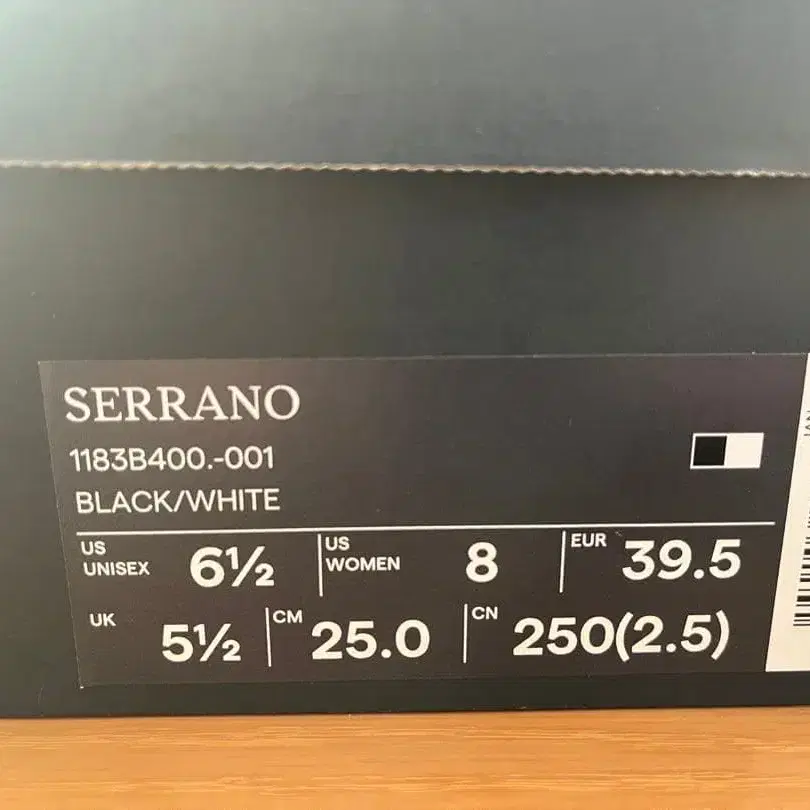 SERRANO
1183B400.-001
BLACK/WHITE
US UNISEX 6½ US WOMEN 8 EUR 39.5
UK 5½ CM 25.0 CN 250(2.5)